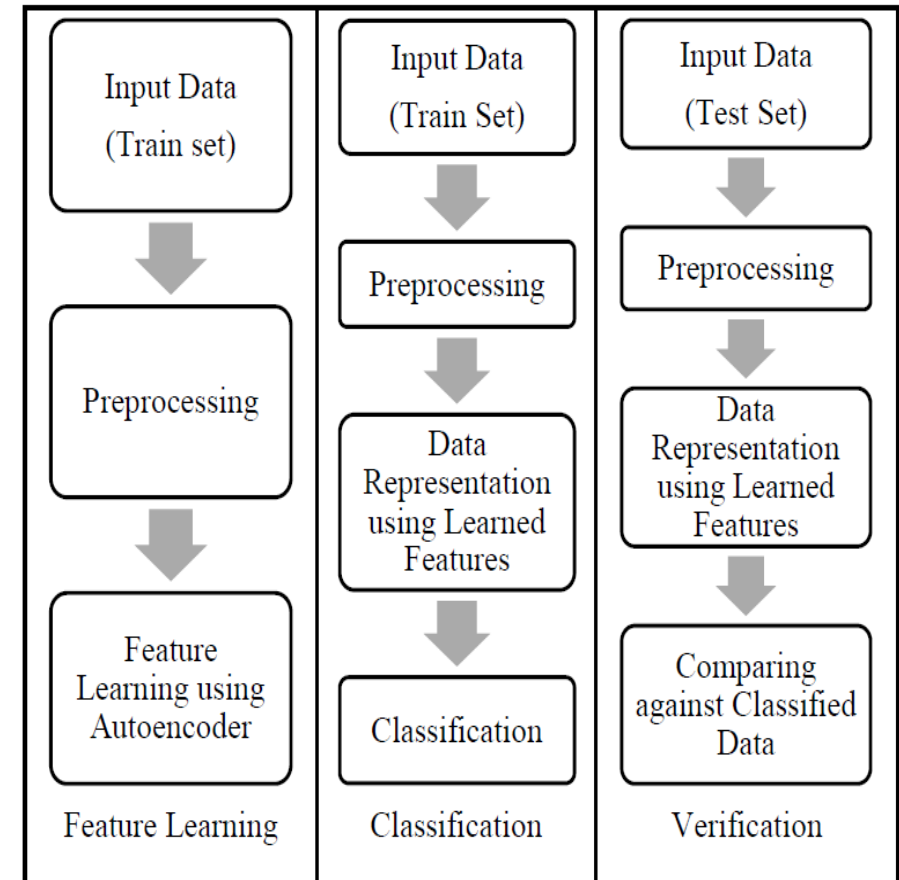 Input Data
(Train set)
Preprocessing
Feature
Learning using
Autoencoder
Feature Learning
Input Data
(Train Set)
Preprocessing
Data
Representation
using Learned
Features
Classification
Classification
Input Data
(Test Set)
Preprocessing
Data
Representation
using Learned
Features
Comparing
against Classified
Data
Verification